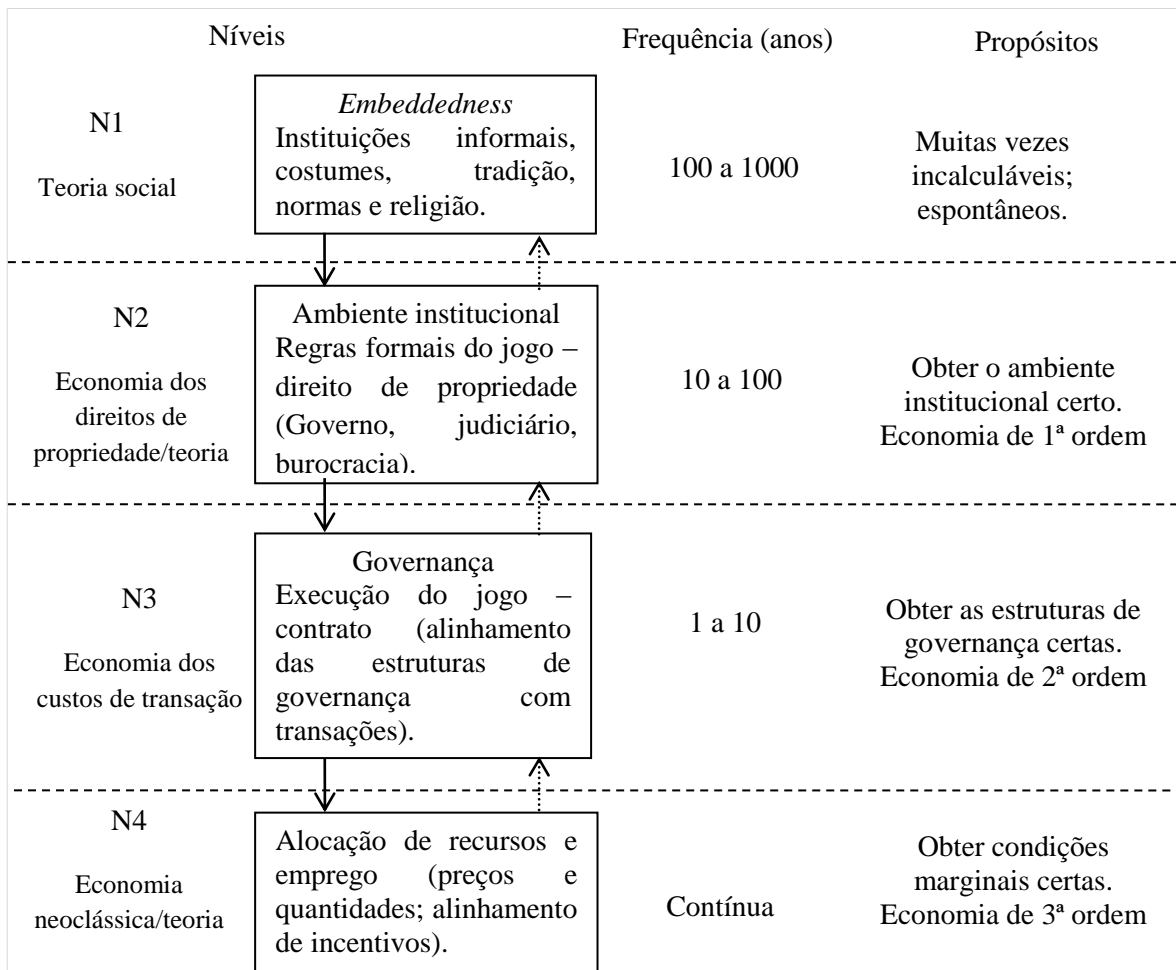 Níveis
Frequência (anos)
Propósitos
N1
Teoria social
Embeddedness
Instituições informais,
costumes, tradição,
normas e religião.
100 a 1000
Muitas vezes
incalculáveis;
espontâneos.
N2
Economia dos
direitos de
propriedade/teoria
Ambiente institucional
Regras formais do jogo –
direito de propriedade
(Governo, judiciário,
burocracia).
10 a 100
Obter o ambiente
institucional certo.
Economia de 1ª ordem
N3
Economia dos
custos de transação
Governança
Execução do jogo –
contrato (alinhamento
das estruturas de
governança com
transações).
1 a 10
Obter as estruturas de
governança certas.
Economia de 2ª ordem
N4
Economia
neoclássica/teoria
Alocação de recursos e
emprego (preços e
quantidades; alinhamento
de incentivos).
Contínua
Obter condições
marginais certas.
Economia de 3ª ordem